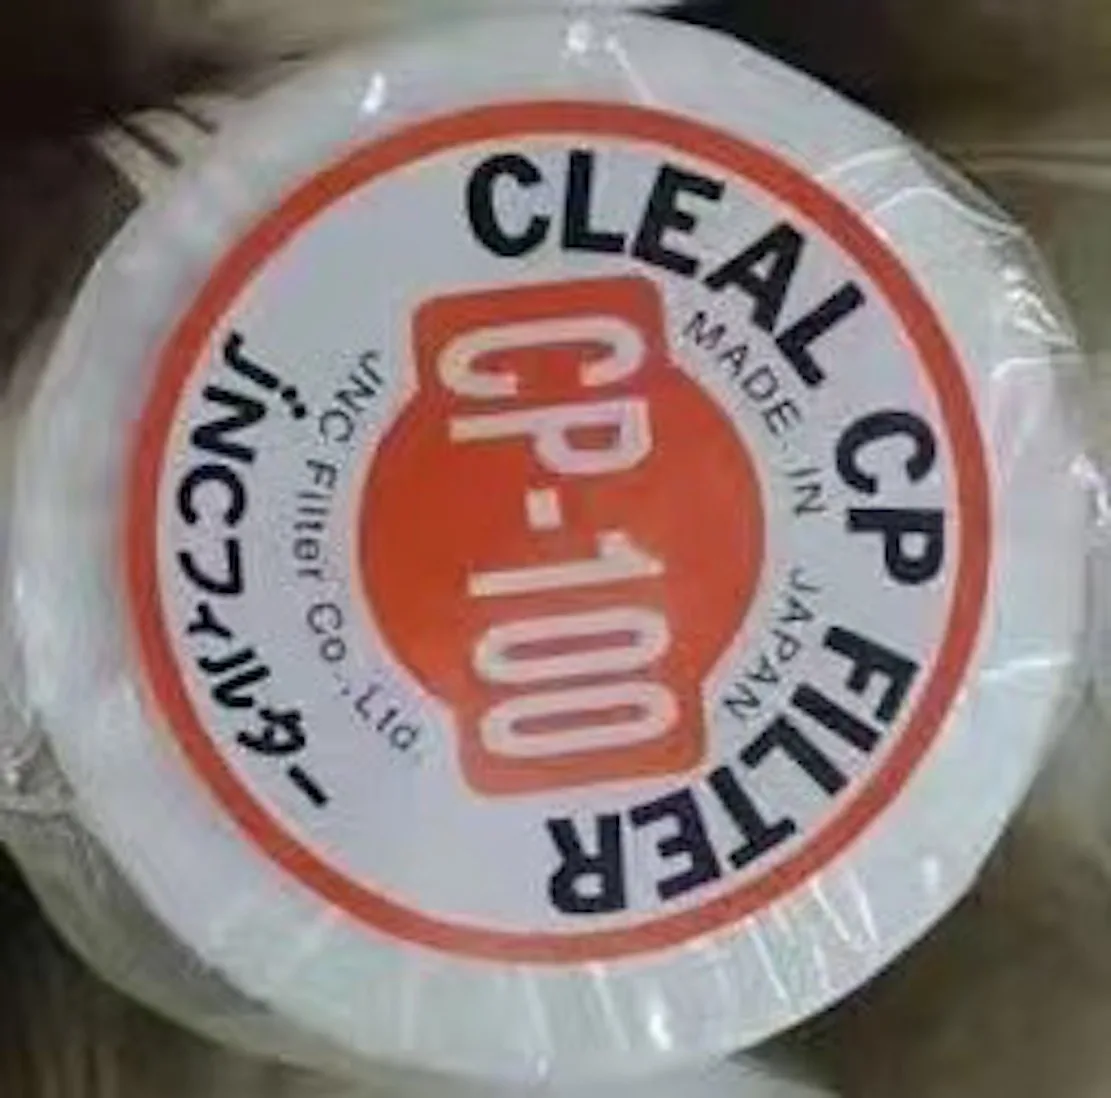 CLEAL CP FILTER
MADE IN JAPAN
CP-100
JNC Filter Co., Ltd.
JNCフィルター